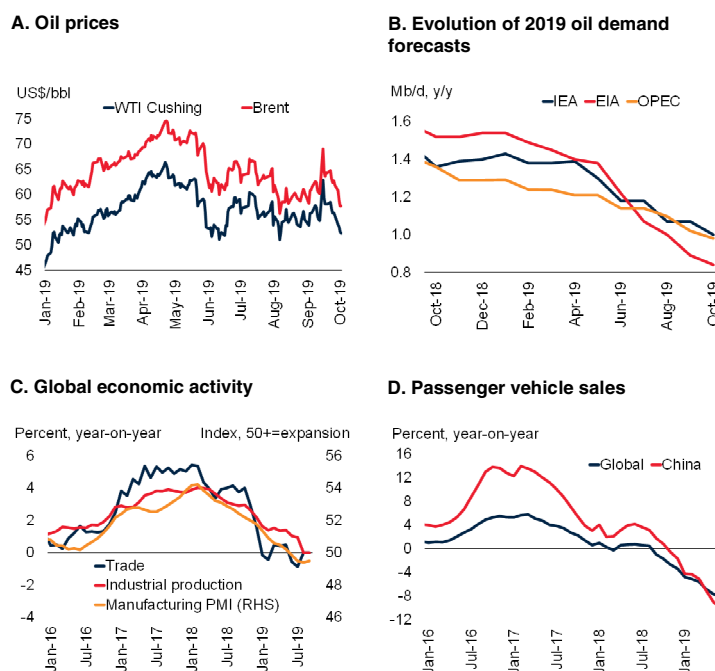 A. Oil prices
US$/bbl
WTI Cushing
Brent
75
70
65
60
55
50
45
Jan-19
Feb-19
Mar-19
Apr-19
May-19
Jun-19
Jul-19
Aug-19
Sep-19
Oct-19
B. Evolution of 2019 oil demand
forecasts
Mb/d, y/y
IEA
EIA
OPEC
1.6
1.4
1.2
1.0
0.8
Oct-18
Dec-18
Feb-19
Apr-19
Jun-19
Aug-19
Oct-19
C. Global economic activity
Percent, year-on-year
Index, 50+=expansion
6
4
2
0
-2
-4
56
54
52
50
48
46
Trade
Industrial production
Manufacturing PMI (RHS)
Jan-16
Jul-16
Jan-17
Jul-17
Jan-18
Jul-18
Jan-19
Jul-19
D. Passenger vehicle sales
Percent, year-on-year
Global
China
16
12
8
4
0
-4
-8
-12
Jan-16
Jul-16
Jan-17
Jul-17
Jan-18
Jul-18
Jan-19